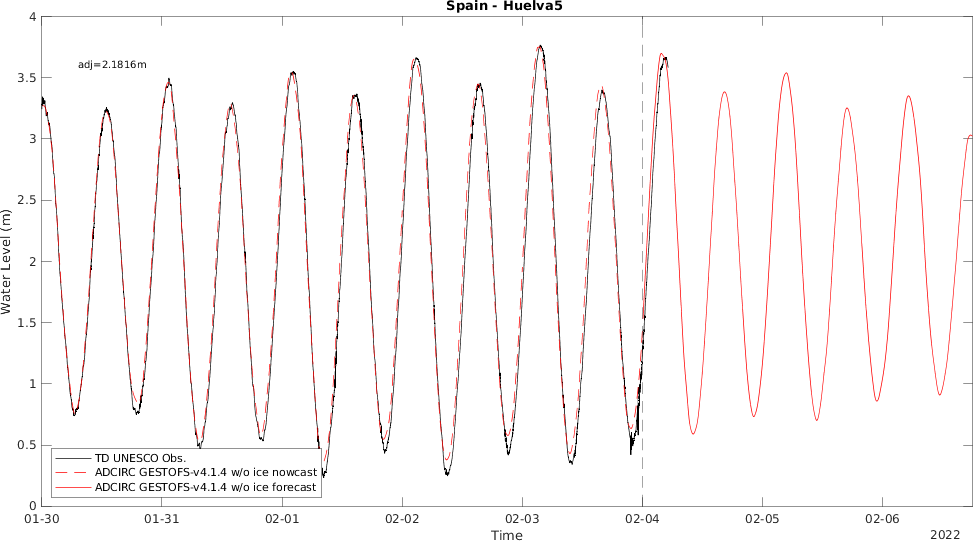 Spain - Huelva5
4
adj=2.1816m
3.5
3
2.5
2
1.5
1
0.5
0
Water Level (m)
TD UNESCO Obs.
ADCIRC GESTOFS-v4.1.4 w/o ice nowcast
ADCIRC GESTOFS-v4.1.4 w/o ice forecast
01-30 01-31 02-01 02-02 02-03 02-04 02-05 02-06
Time
2022